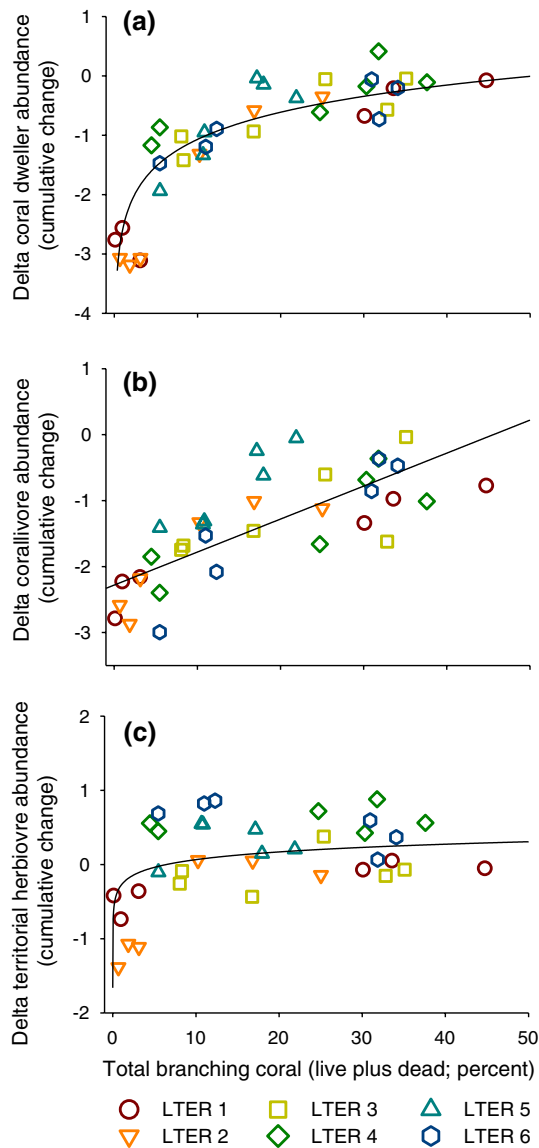 (a)
1
0
-1
-2
-3
-4
Delta coral dweller abundance
(cumulative change)
(b)
1
0
-1
-2
-3
Delta corallivore abundance
(cumulative change)
(c)
2
1
0
-1
-2
Delta territorial herbiovre abundance
(cumulative change)
0 10 20 30 40 50
Total branching coral (live plus dead; percent)
LTER 1 LTER 3 LTER 5
LTER 2 LTER 4 LTER 6